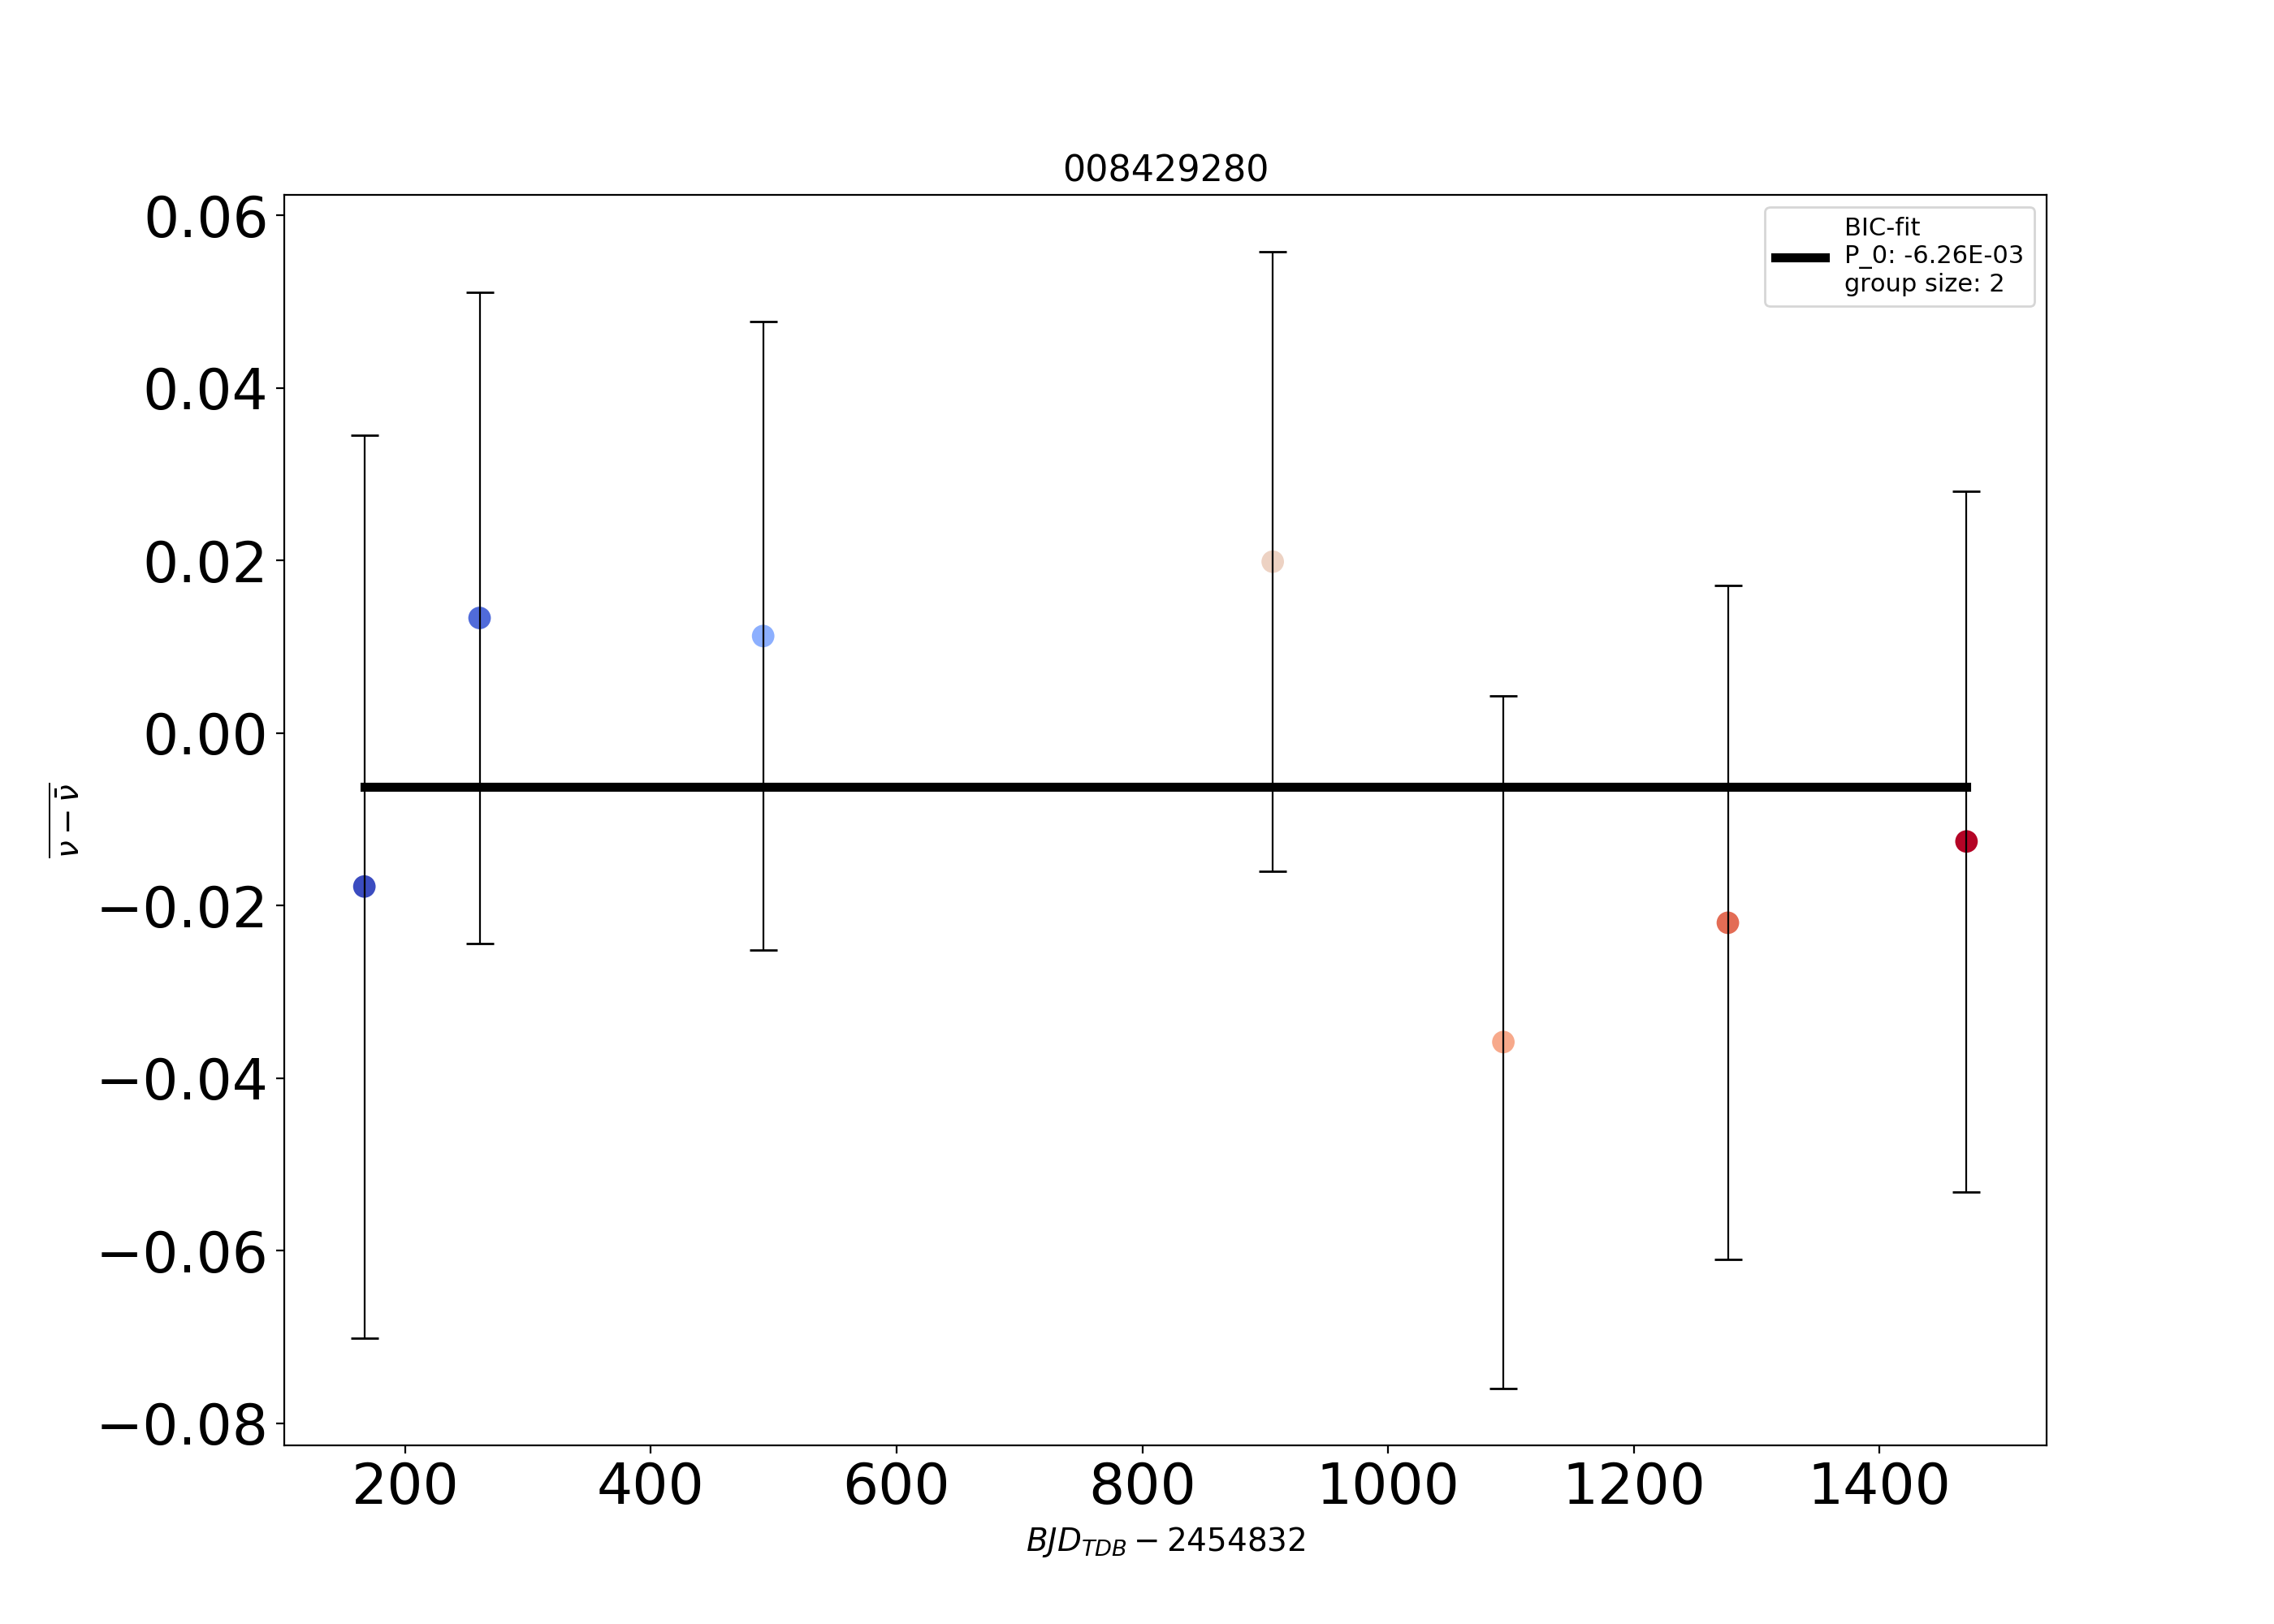 008429280
0.06
0.04
0.02
0.00
−0.02
−0.04
−0.06
−0.08
ν − ν̄
BIC-fit
P_0: -6.26E-03
group size: 2
200 400 600 800 1000 1200 1400
BJD_TDB − 2454832